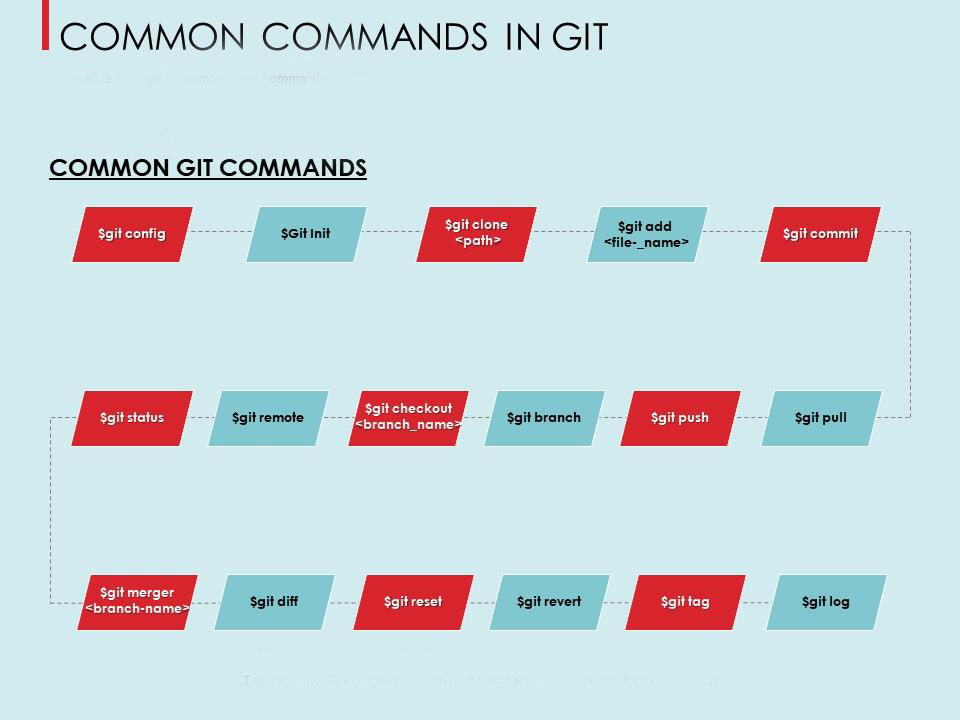 COMMON COMMANDS IN GIT
COMMON GIT COMMANDS
$git config
$Git Init
$git clone
<path>
$git add
<file-_name>
$git commit
$git status
$git remote
$git checkout
<branch_name>
$git branch
$git push
$git pull
$git merger
<branch-name>
$git diff
$git reset
$git revert
$git tag
$git log